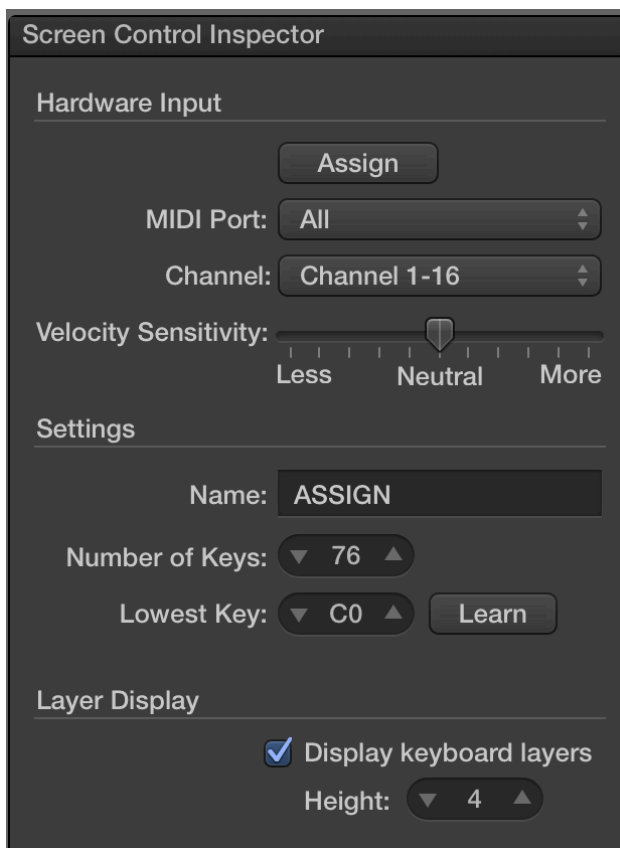 Screen Control Inspector
Hardware Input
Assign
MIDI Port: All
Channel: Channel 1-16
Velocity Sensitivity:
Less Neutral More
Settings
Name: ASSIGN
Number of Keys: 76
Lowest Key: C0 Learn
Layer Display
Display keyboard layers
Height: 4